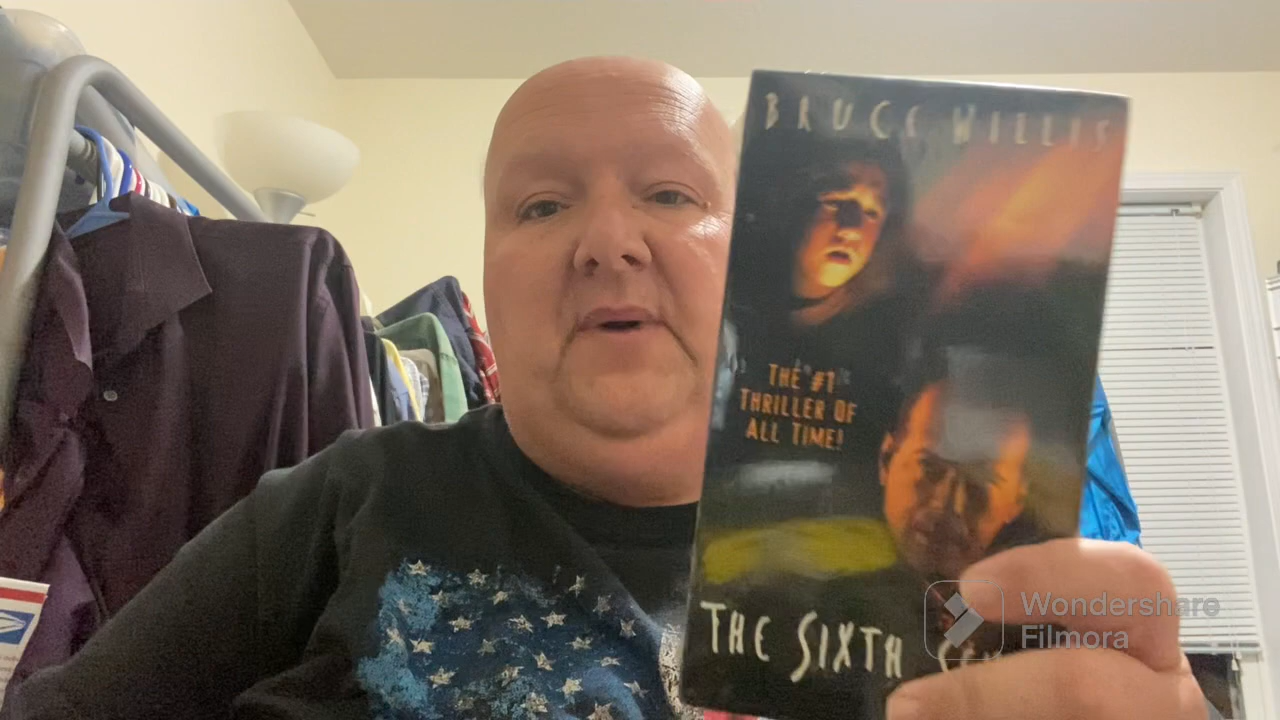 BRUCE WILLIS
THE #1
THRILLER OF
ALL TIME!
THE SIXTH
Wondershare
Filmora